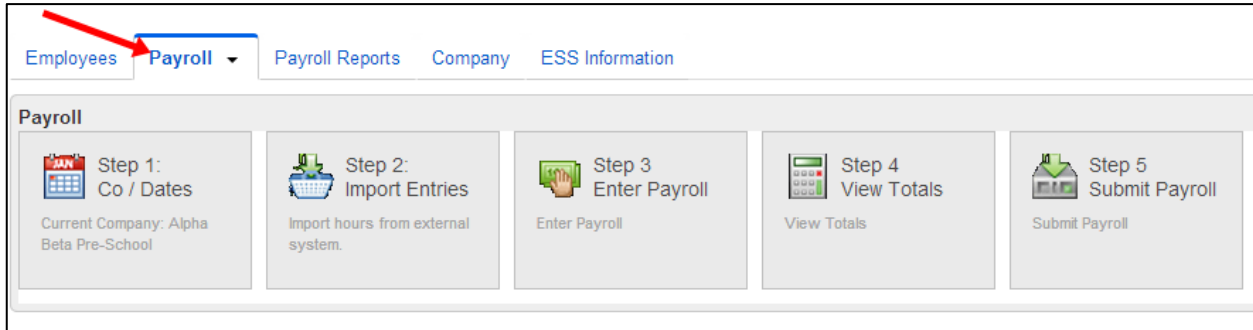 Employees Payroll Payroll Reports Company ESS Information
Payroll
JAN
Step 1:
Co / Dates
Current Company: Alpha
Beta Pre-School
Step 2:
Import Entries
Import hours from external
system.
Step 3
Enter Payroll
Enter Payroll
Step 4
View Totals
View Totals
Step 5
Submit Payroll
Submit Payroll